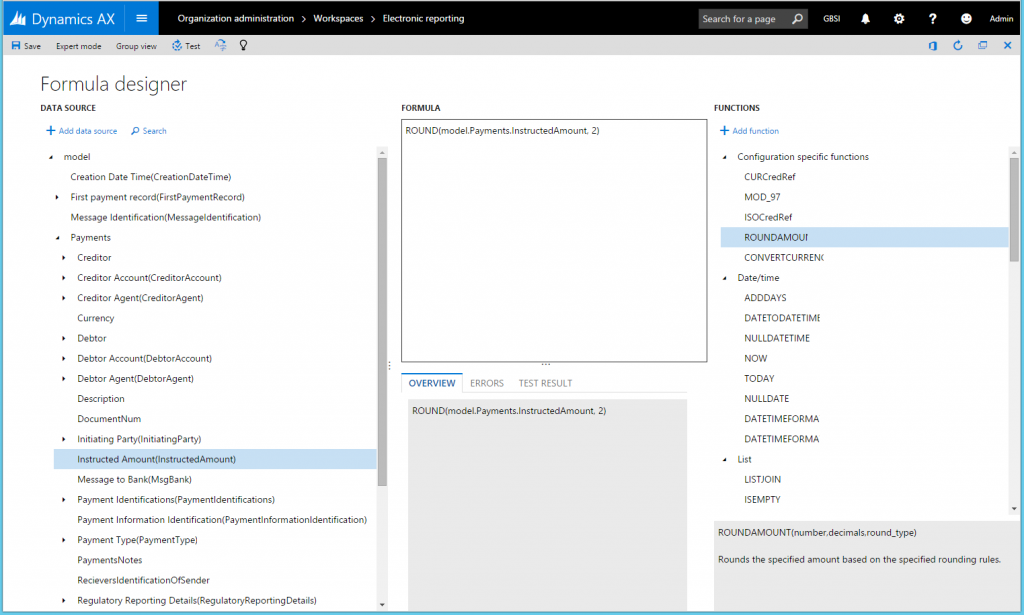 Dynamics AX
Organization administration > Workspaces > Electronic reporting
Search for a page
GBSI
?
Admin
Save
Expert mode
Group view
Test
Formula designer
DATA SOURCE
+ Add data source
Search
model
Creation Date Time(CreationDateTime)
First payment record(FirstPaymentRecord)
Message Identification(MessageIdentification)
Payments
Creditor
Creditor Account(CreditorAccount)
Creditor Agent(CreditorAgent)
Currency
Debtor
Debtor Account(DebtorAccount)
Debtor Agent(DebtorAgent)
Description
DocumentNum
Initiating Party(InitiatingParty)
Instructed Amount(InstructedAmount)
Message to Bank(MsgBank)
Payment Identifications(PaymentIdentifications)
Payment Information Identification(PaymentInformationIdentification)
Payment Type(PaymentType)
PaymentsNotes
RecieversIdentificationOfSender
Regulatory Reporting Details(RegulatoryReportingDetails)
FORMULA
ROUND(model.Payments.InstructedAmount, 2)
OVERVIEW
ERRORS
TEST RESULT
ROUND(model.Payments.InstructedAmount, 2)
FUNCTIONS
+ Add function
Configuration specific functions
CURCredRef
MOD_97
ISOCredRef
ROUNDAMOUN
CONVERTCURRENC
Date/time
ADDDAYS
DATETODATETIME
NULLDATETIME
NOW
TODAY
NULLDATE
DATETIMEFORMA
DATETIMEFORMA
List
LISTJOIN
ISEMPTY
ROUNDAMOUNT(number,decimals,round_type)
Rounds the specified amount based on the specified rounding rules.